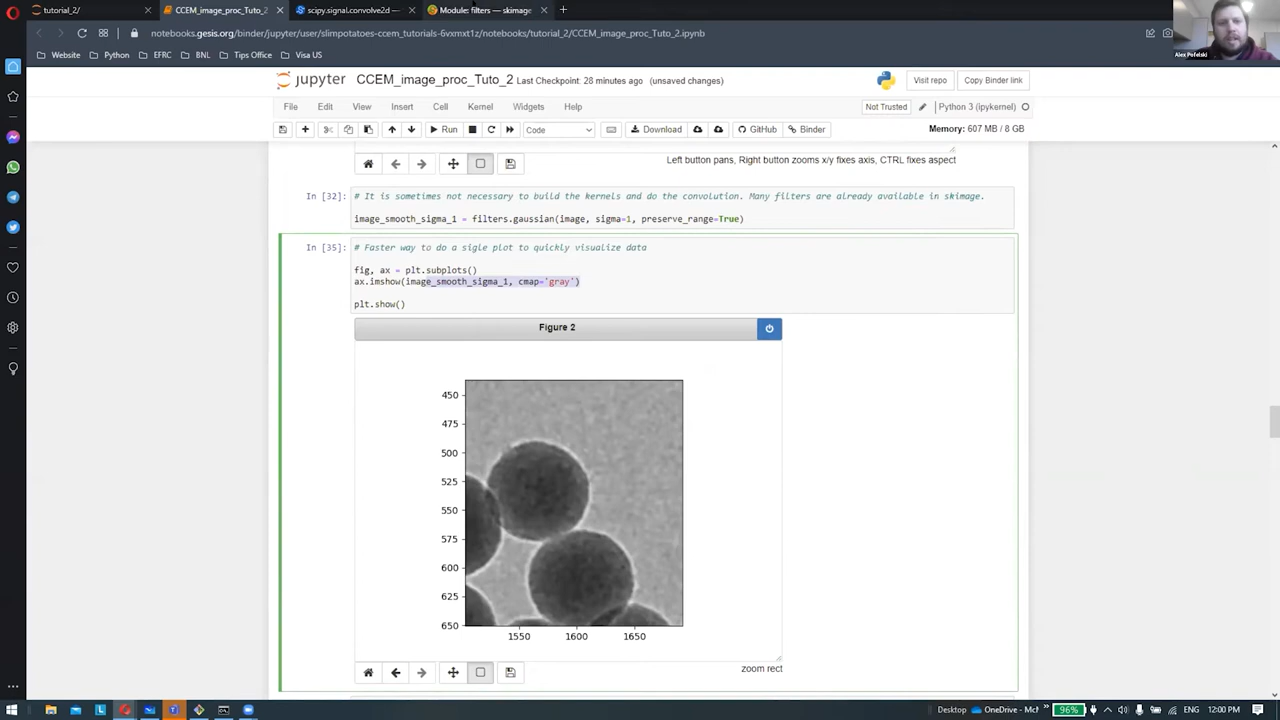 tutorial_2/
CCEM_image_proc_Tuto_2
scipy.signal.convolve2d —
Module: filters — skimage
notebooks.gesis.org/binder/jupyter/user/slimpotatoes-ccem_tutorials-6vxmxt1z/notebooks/tutorial_2/CCEM_image_proc_Tuto_2.ipynb
Alex Pofelski
Website Python EFRC BNL Tips Office Visa US
jupyter CCEM_image_proc_Tuto_2 Last Checkpoint: 28 minutes ago (unsaved changes)
Visit repo Copy Binder link
File Edit View Insert Cell Kernel Widgets Help
Not Trusted Python 3 (ipykernel)
Run Code Download GitHub Binder
Memory: 607 MB / 8 GB
Left button pans, Right button zooms x/y fixes axis, CTRL fixes aspect
In [32]:
# It is sometimes not necessary to build the kernels and do the convolution. Many filters are already available in skimage.
image_smooth_sigma_1 = filters.gaussian(image, sigma=1, preserve_range=True)
In [35]:
# Faster way to do a sigle plot to quickly visualize data
fig, ax = plt.subplots()
ax.imshow(image_smooth_sigma_1, cmap='gray')
plt.show()
Figure 2
450
475
500
525
550
575
600
625
650
1550 1600 1650
zoom rect
Desktop OneDrive - McM
96%
ENG 12:00 PM